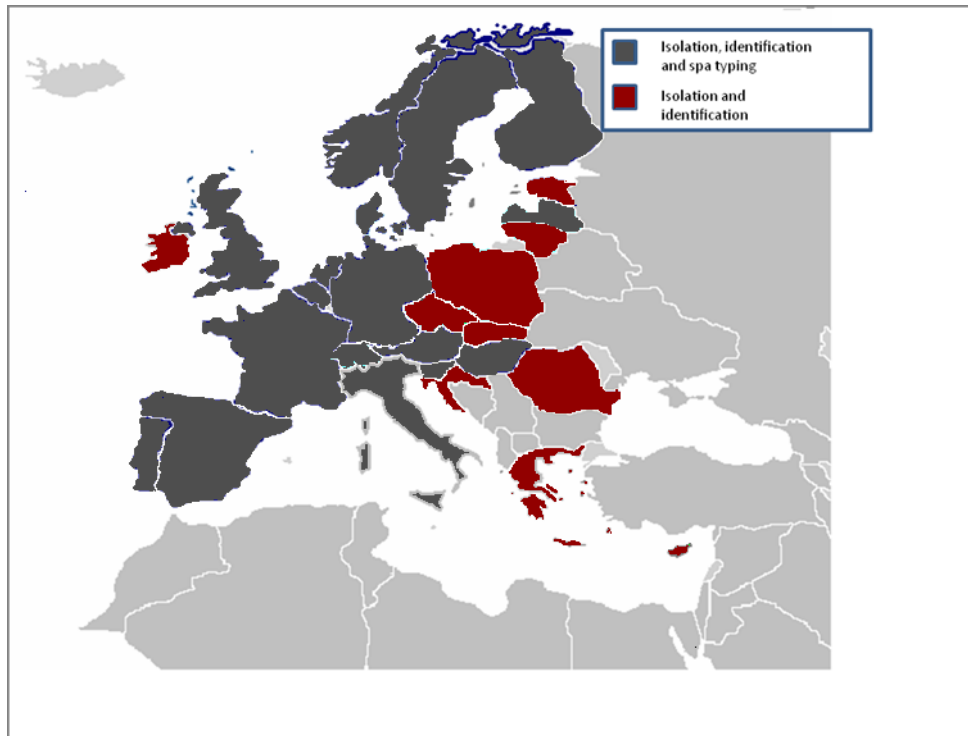 Isolation, identification
and spa typing
Isolation and
identification